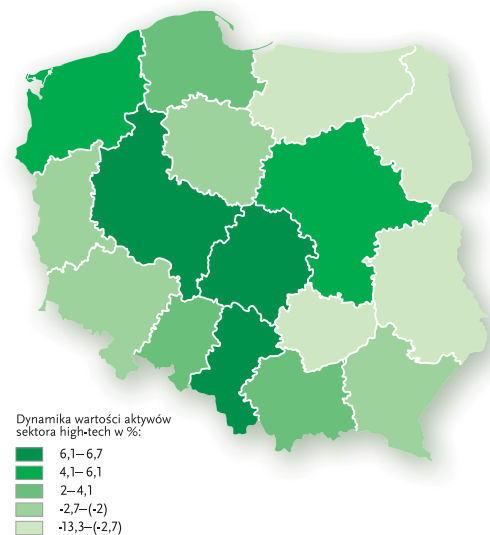 Dynamika wartości aktywów
sektora high-tech w %:
6,1–6,7
4,1–6,1
2–4,1
-2,7–(-2)
-13,3–(-2,7)